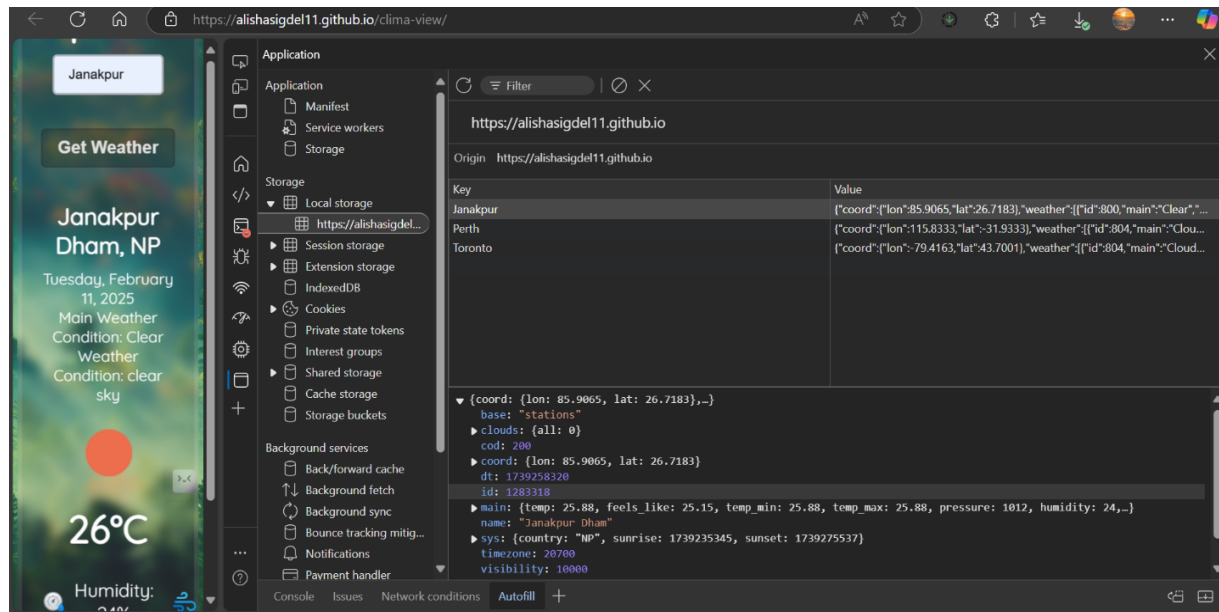 https://alishasigdel11.github.io/clima-view/
Janakpur
Get Weather
Janakpur
Dham, NP
Tuesday, February
11, 2025
Main Weather
Condition: Clear
Weather
Condition: clear
sky
26°C
Humidity:
24%
Application
Application
Manifest
Service workers
Storage
Storage
Local storage
https://alishasigdel...
Session storage
Extension storage
IndexedDB
Cookies
Private state tokens
Interest groups
Shared storage
Cache storage
Storage buckets
Background services
Back/forward cache
Background fetch
Background sync
Bounce tracking mitig...
Notifications
Payment handler
Filter
https://alishasigdel11.github.io
Origin https://alishasigdel11.github.io
Key Value
Janakpur {"coord":{"lon":85.9065,"lat":26.7183},"weather":[{"id":800,"main":"Clear","...
Perth {"coord":{"lon":115.8333,"lat":-31.9333},"weather":[{"id":804,"main":"Clou...
Toronto {"coord":{"lon":-79.4163,"lat":43.7001},"weather":[{"id":804,"main":"Cloud...
{coord: {lon: 85.9065, lat: 26.7183},…}
base: "stations"
clouds: {all: 0}
cod: 200
coord: {lon: 85.9065, lat: 26.7183}
dt: 1739258320
id: 1283318
main: {temp: 25.88, feels_like: 25.15, temp_min: 25.88, temp_max: 25.88, pressure: 1012, humidity: 24,…}
name: "Janakpur Dham"
sys: {country: "NP", sunrise: 1739235345, sunset: 1739275537}
timezone: 20700
visibility: 10000
Console Issues Network conditions Autofill